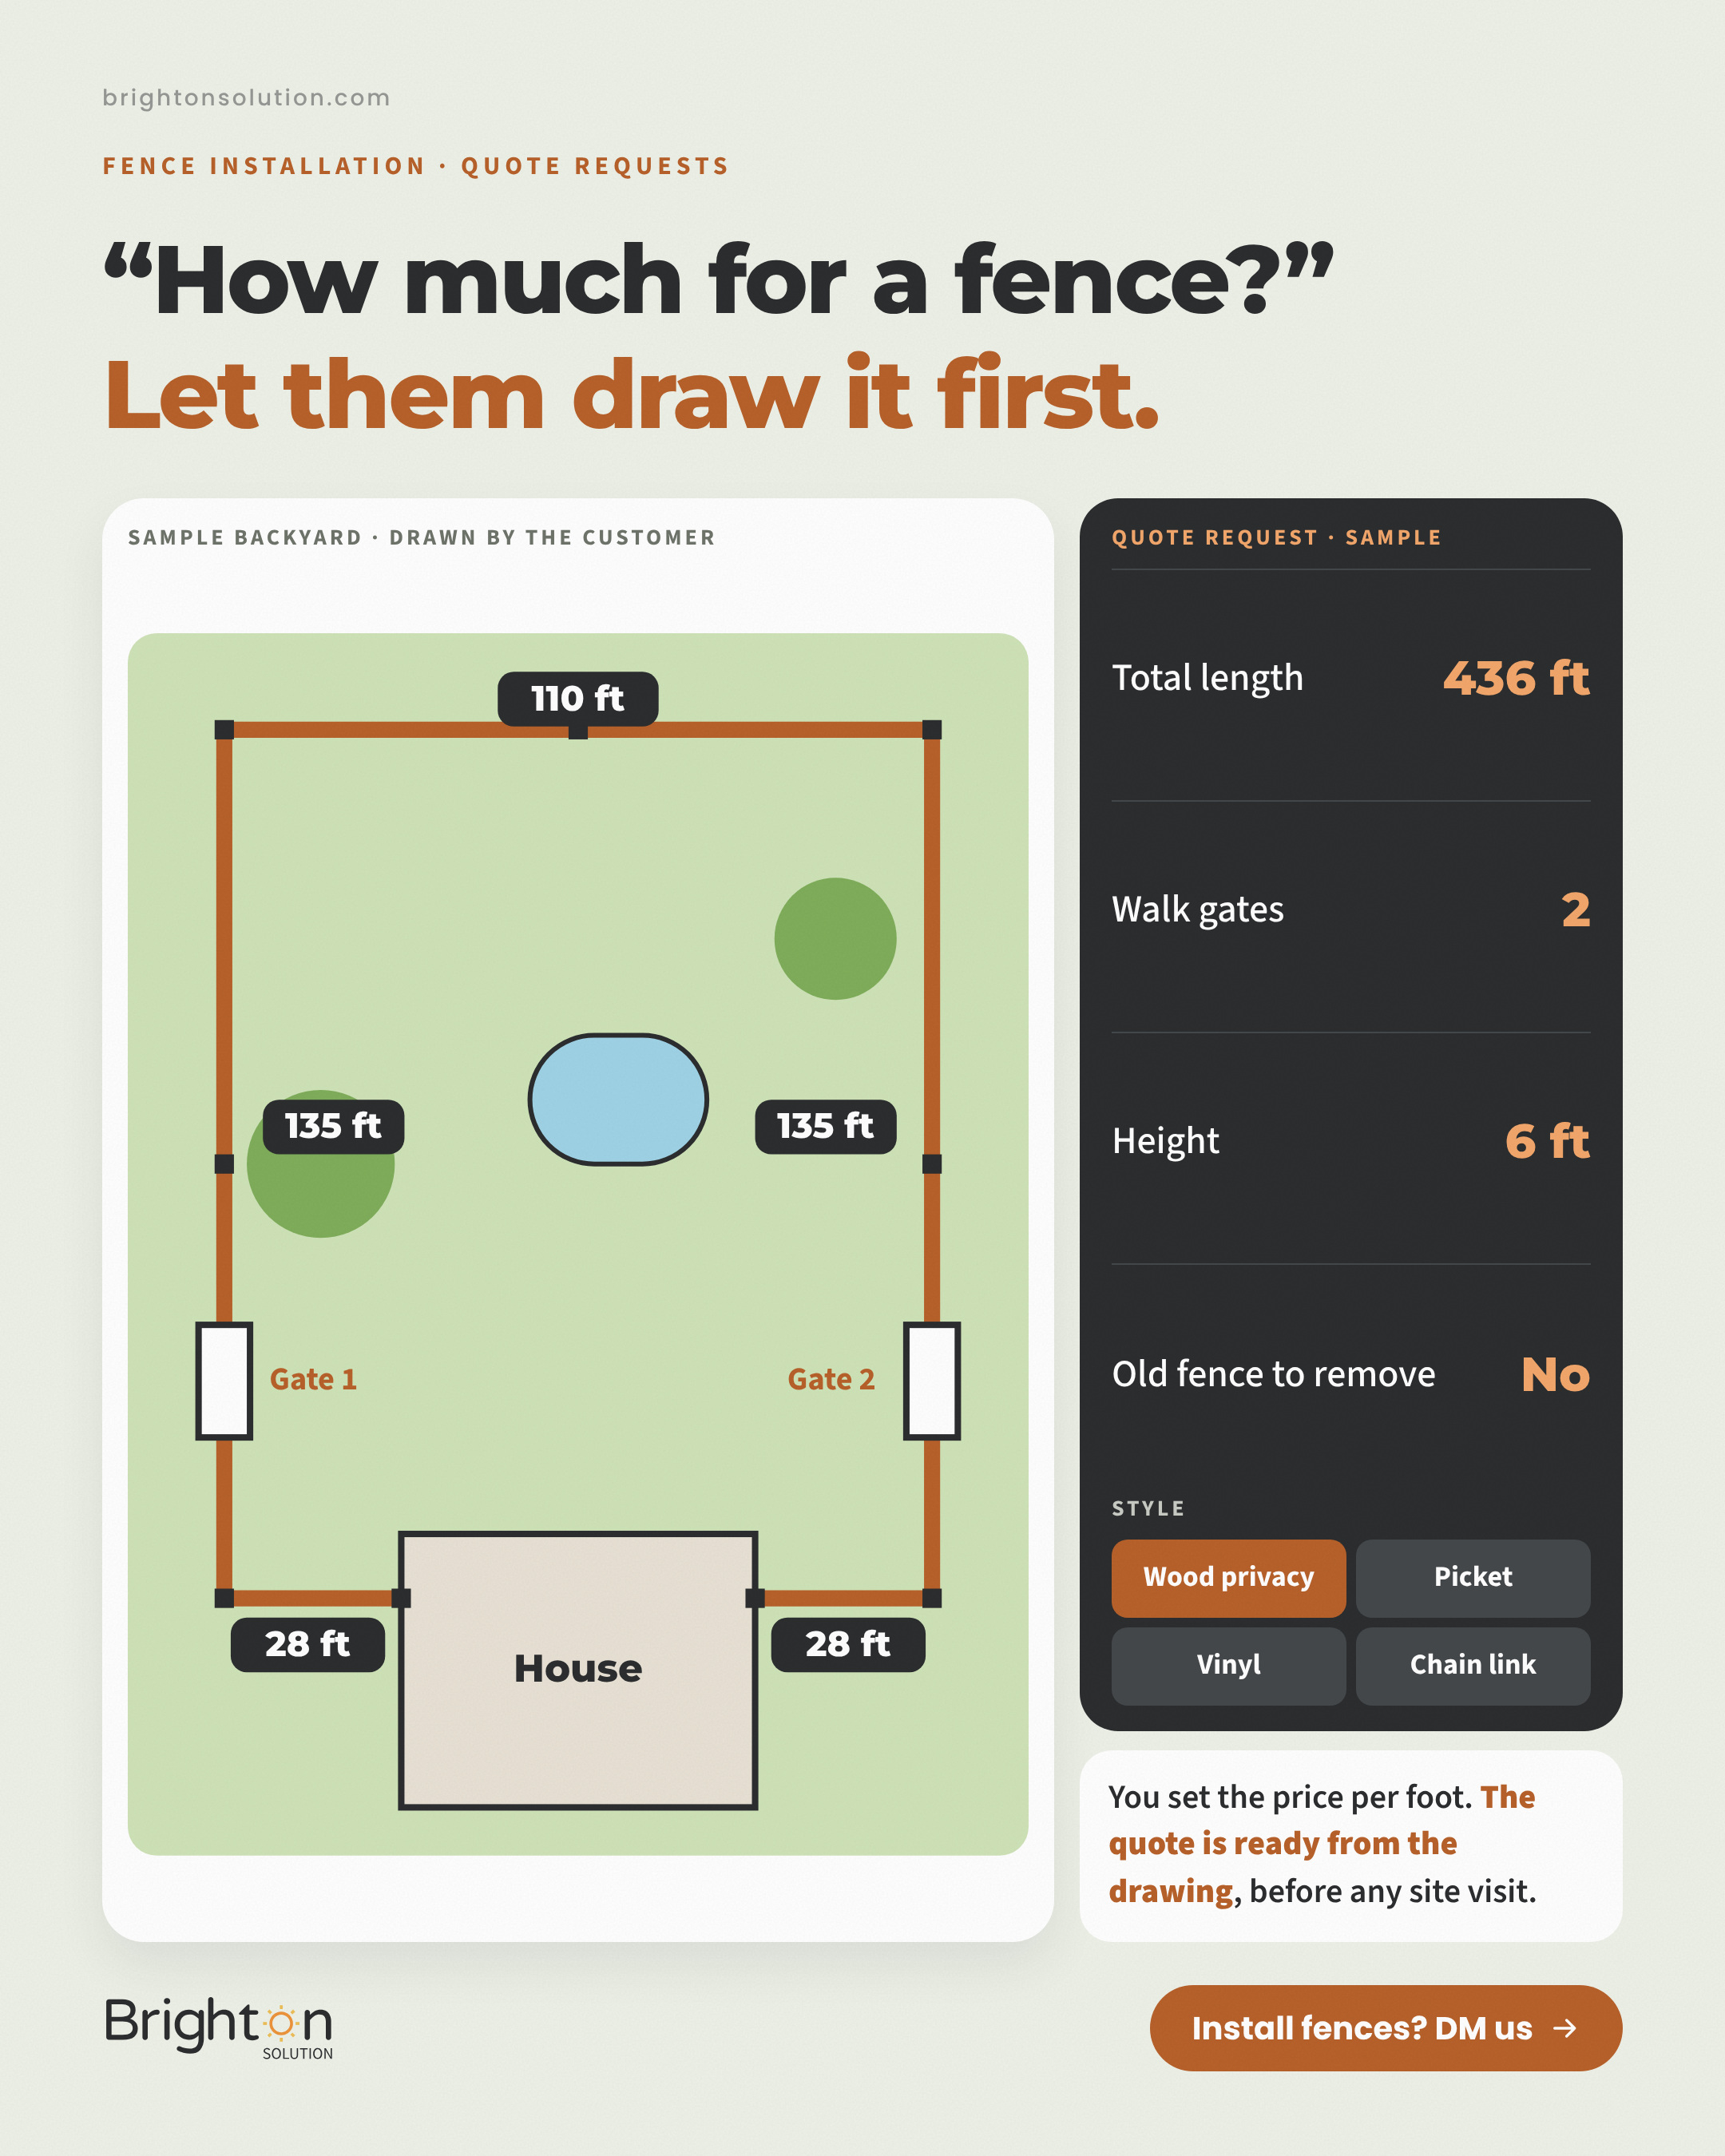 brightonsolution.com
FENCE INSTALLATION · QUOTE REQUESTS
“How much for a fence?”
Let them draw it first.
SAMPLE BACKYARD · DRAWN BY THE CUSTOMER
110 ft
135 ft
135 ft
Gate 1
Gate 2
28 ft
28 ft
House
QUOTE REQUEST · SAMPLE
Total length 436 ft
Walk gates 2
Height 6 ft
Old fence to remove No
STYLE
Wood privacy
Picket
Vinyl
Chain link
You set the price per foot. The
quote is ready from the
drawing, before any site visit.
Brighton
SOLUTION
Install fences? DM us →